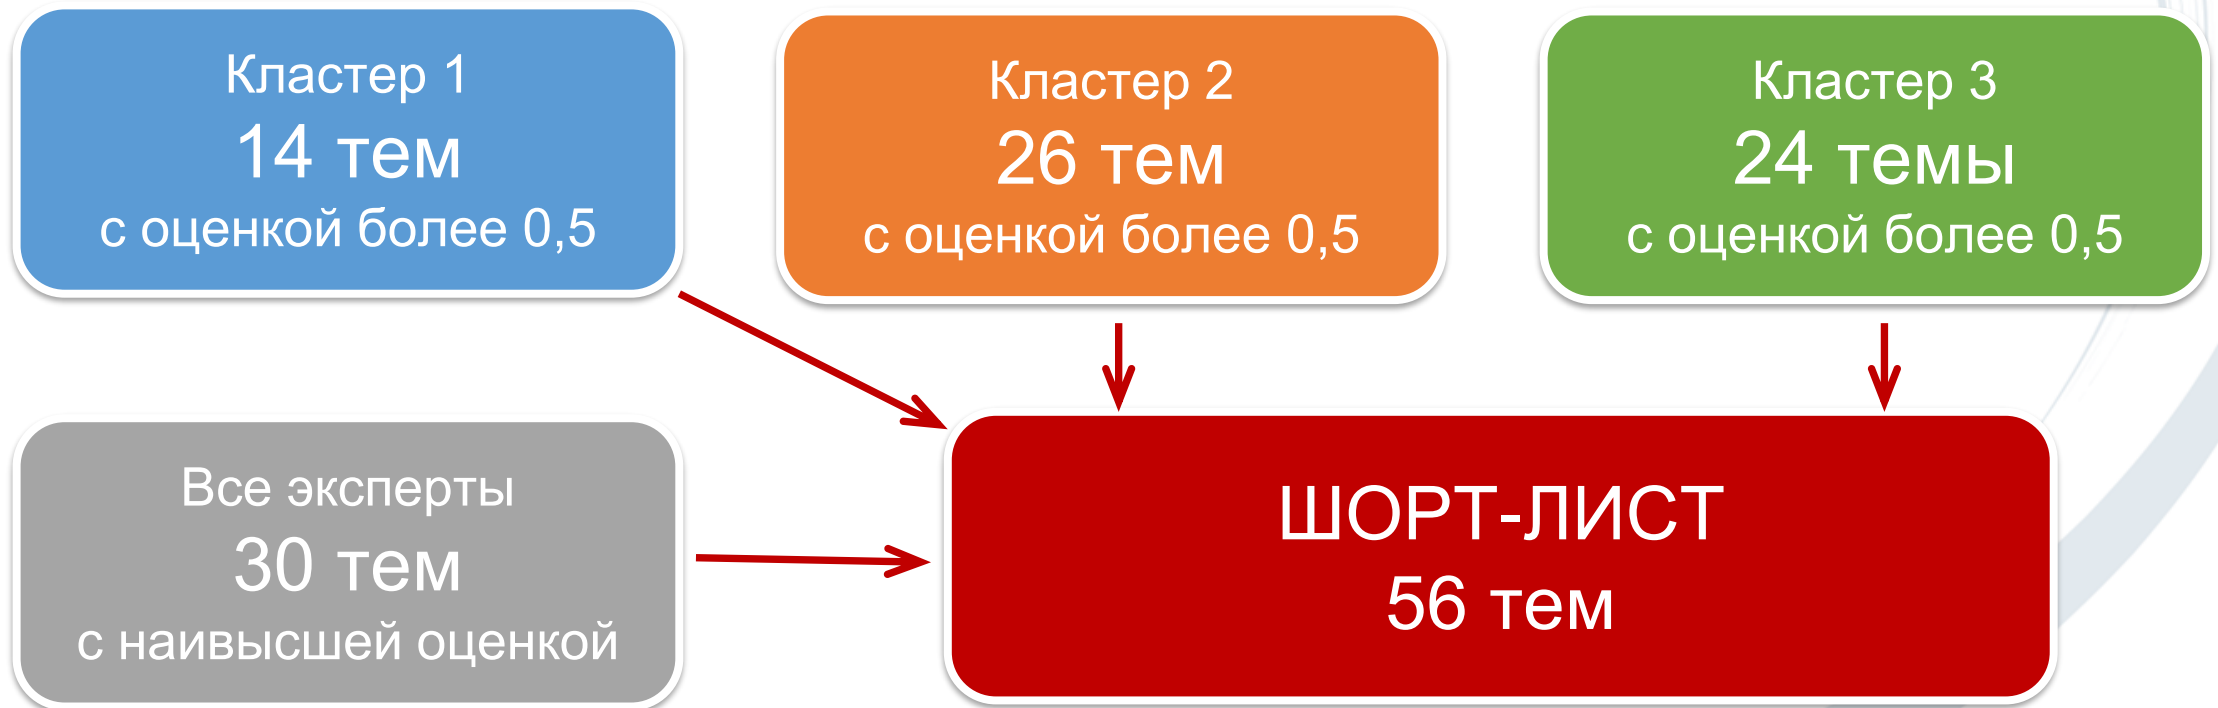 Кластер 1
14 тем
с оценкой более 0,5
Кластер 2
26 тем
с оценкой более 0,5
Кластер 3
24 темы
с оценкой более 0,5
Все эксперты
30 тем
с наивысшей оценкой
ШОРТ-ЛИСТ
56 тем